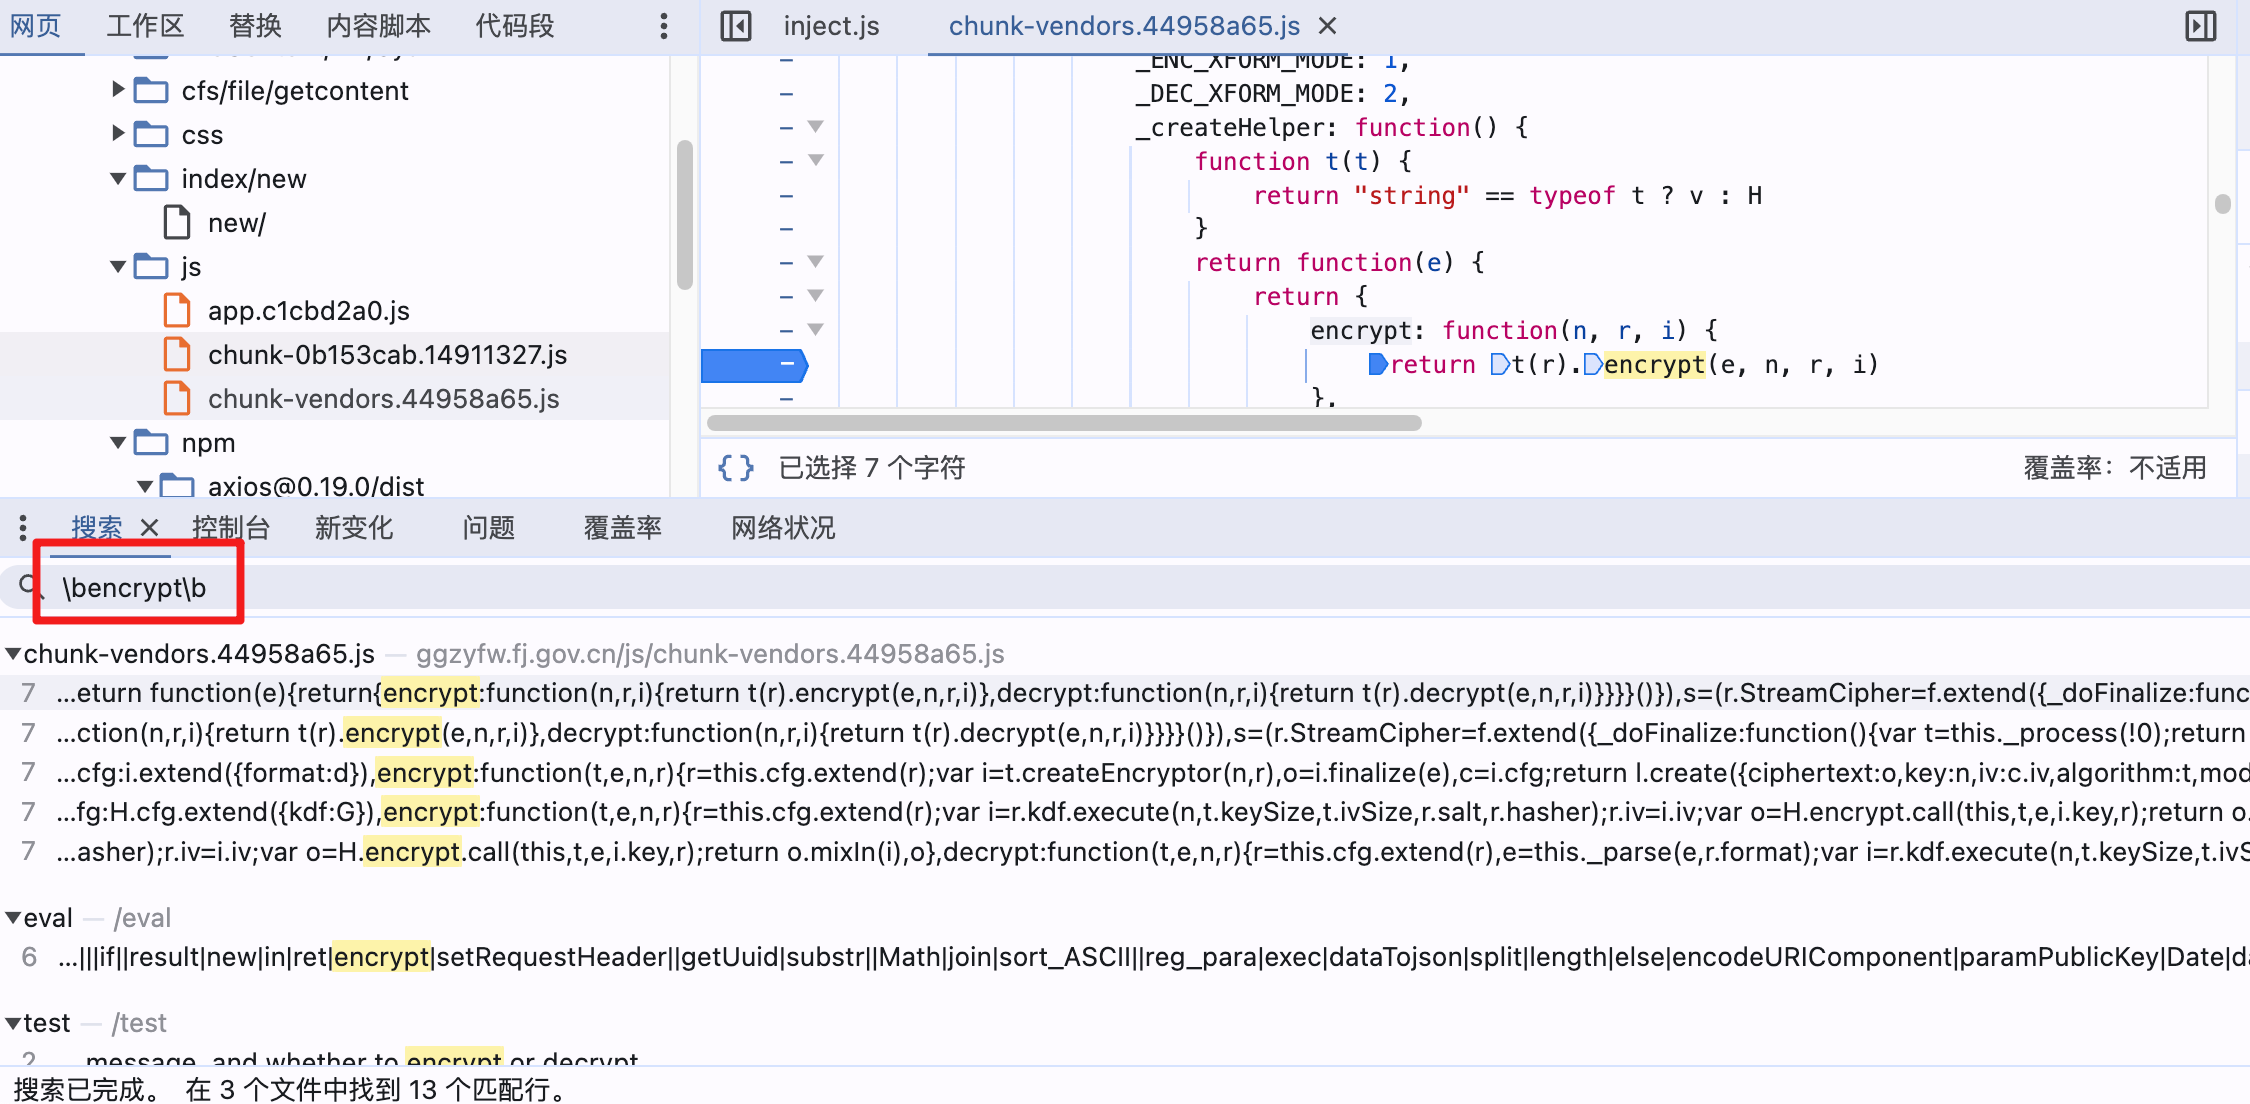 网页 工作区 替换 内容脚本 代码段
cfs/file/getcontent
css
index/new
new/
js
app.c1cbd2a0.js
chunk-0b153cab.14911327.js
chunk-vendors.44958a65.js
npm
axios@0.19.0/dist
inject.js chunk-vendors.44958a65.js
_ENC_XFORM_MODE: 1,
_DEC_XFORM_MODE: 2,
_createHelper: function() {
function t(t) {
return "string" == typeof t ? v : H
}
return function(e) {
return {
encrypt: function(n, r, i) {
return t(r).encrypt(e, n, r, i)
},
已选择 7 个字符 覆盖率：不适用
搜索 控制台 新变化 问题 覆盖率 网络状况
\bencrypt\b
chunk-vendors.44958a65.js — ggzyfw.fj.gov.cn/js/chunk-vendors.44958a65.js
7 ...eturn function(e){return{encrypt:function(n,r,i){return t(r).encrypt(e,n,r,i)},decrypt:function(n,r,i){return t(r).decrypt(e,n,r,i)}}}}()}),s=(r.StreamCipher=f.extend({_doFinalize:func
7 ...ction(n,r,i){return t(r).encrypt(e,n,r,i)},decrypt:function(n,r,i){return t(r).decrypt(e,n,r,i)}}}}()}),s=(r.StreamCipher=f.extend({_doFinalize:function(){var t=this._process(!0);return
7 ...cfg:i.extend({format:d}),encrypt:function(t,e,n,r){r=this.cfg.extend(r);var i=t.createEncryptor(n,r),o=i.finalize(e),c=i.cfg;return l.create({ciphertext:o,key:n,iv:c.iv,algorithm:t,mod
7 ...fg:H.cfg.extend({kdf:G}),encrypt:function(t,e,n,r){r=this.cfg.extend(r);var i=r.kdf.execute(n,t.keySize,t.ivSize,r.salt,r.hasher);r.iv=i.iv;var o=H.encrypt.call(this,t,e,i.key,r);return o.
7 ...asher);r.iv=i.iv;var o=H.encrypt.call(this,t,e,i.key,r);return o.mixIn(i),o},decrypt:function(t,e,n,r){r=this.cfg.extend(r),e=this._parse(e,r.format);var i=r.kdf.execute(n,t.keySize,t.ivS
eval — /eval
6 ...|||if||result|new|in|ret|encrypt|setRequestHeader||getUuid|substr||Math|join|sort_ASCII||reg_para|exec|dataTojson|split|length|else|encodeURIComponent|paramPublicKey|Date|da
test — /test
2 message, and whether to encrypt or decrypt
搜索已完成。 在 3 个文件中找到 13 个匹配行。